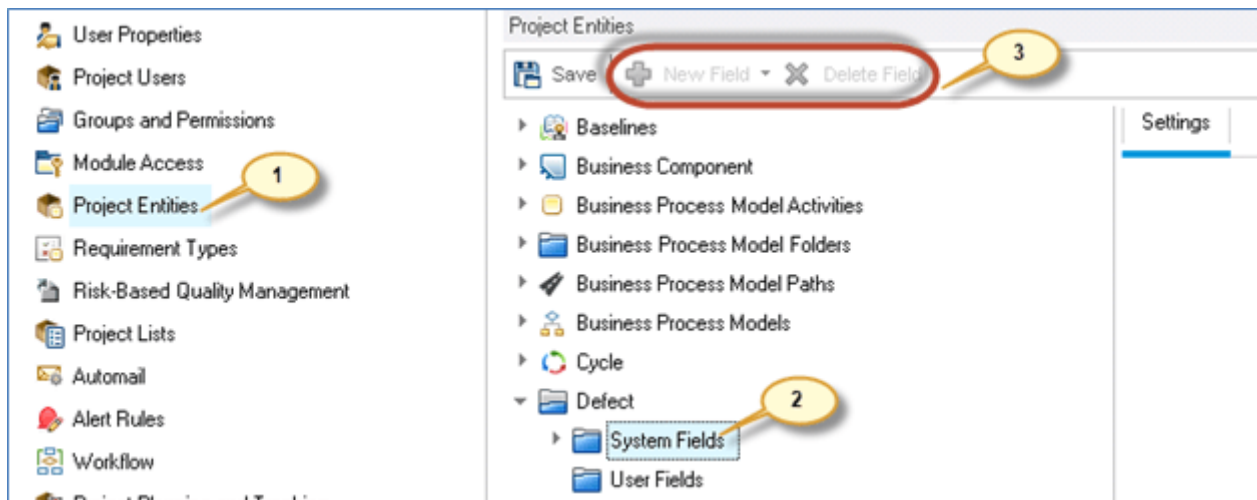 User Properties
Project Users
Groups and Permissions
Module Access
1
Project Entities
Requirement Types
Risk-Based Quality Management
Project Lists
Automail
Alert Rules
Workflow
Project Entities
3
Save New Field Delete Field
Baselines
Business Component
Business Process Model Activities
Business Process Model Folders
Business Process Model Paths
Business Process Models
Cycle
Defect
2
System Fields
User Fields
Settings